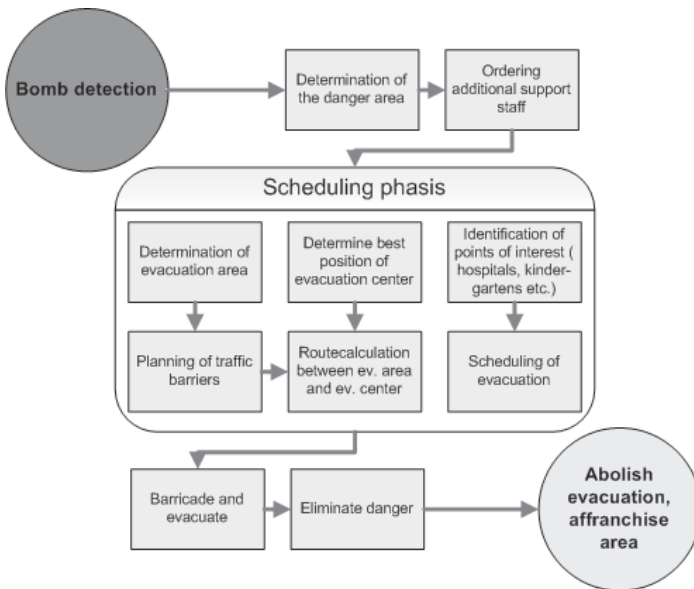 Bomb detection
Determination of
the danger area
Ordering
additional support
staff
Scheduling phasis
Determination of
evacuation area
Determine best
position of
evacuation center
Identification of
points of interest (
hospitals, kinder-
gartens etc.)
Planning of traffic
barriers
Routecalculation
between ev. area
and ev. center
Scheduling of
evacuation
Barricade and
evacuate
Eliminate danger
Abolish
evacuation,
affranchise
area